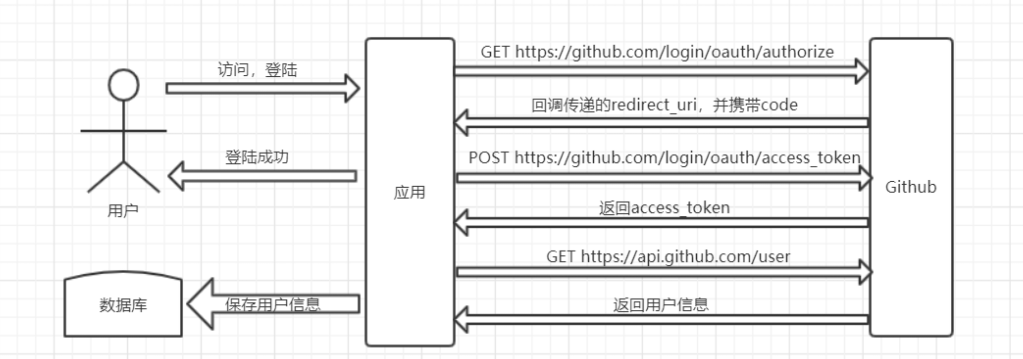 GET https://github.com/login/oauth/authorize
访问，登陆
回调传递的redirect_uri，并携带code
登陆成功
POST https://github.com/login/oauth/access_token
应用
Github
用户
返回access_token
GET https://api.github.com/user
数据库
保存用户信息
返回用户信息